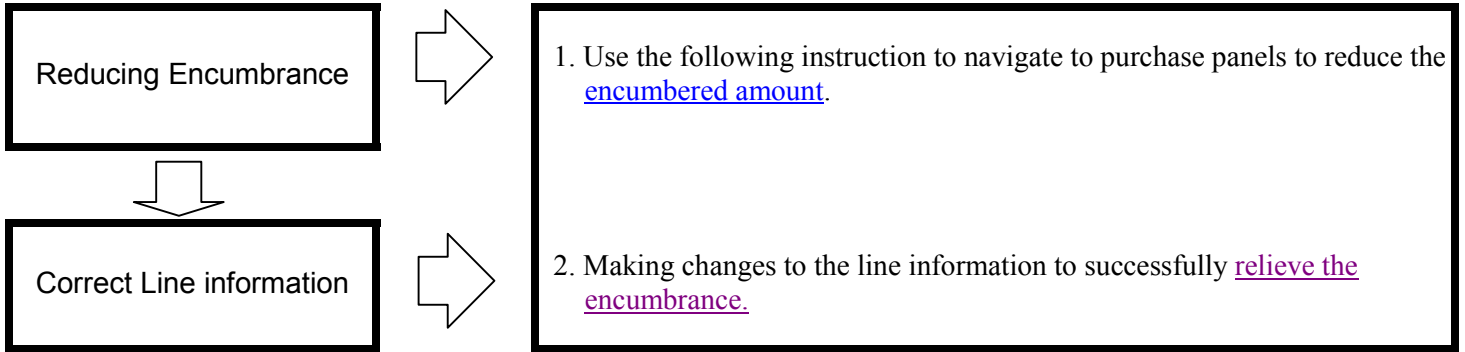 Reducing Encumbrance
1. Use the following instruction to navigate to purchase panels to reduce the
encumbered amount.
Correct Line information
2. Making changes to the line information to successfully relieve the
encumbrance.